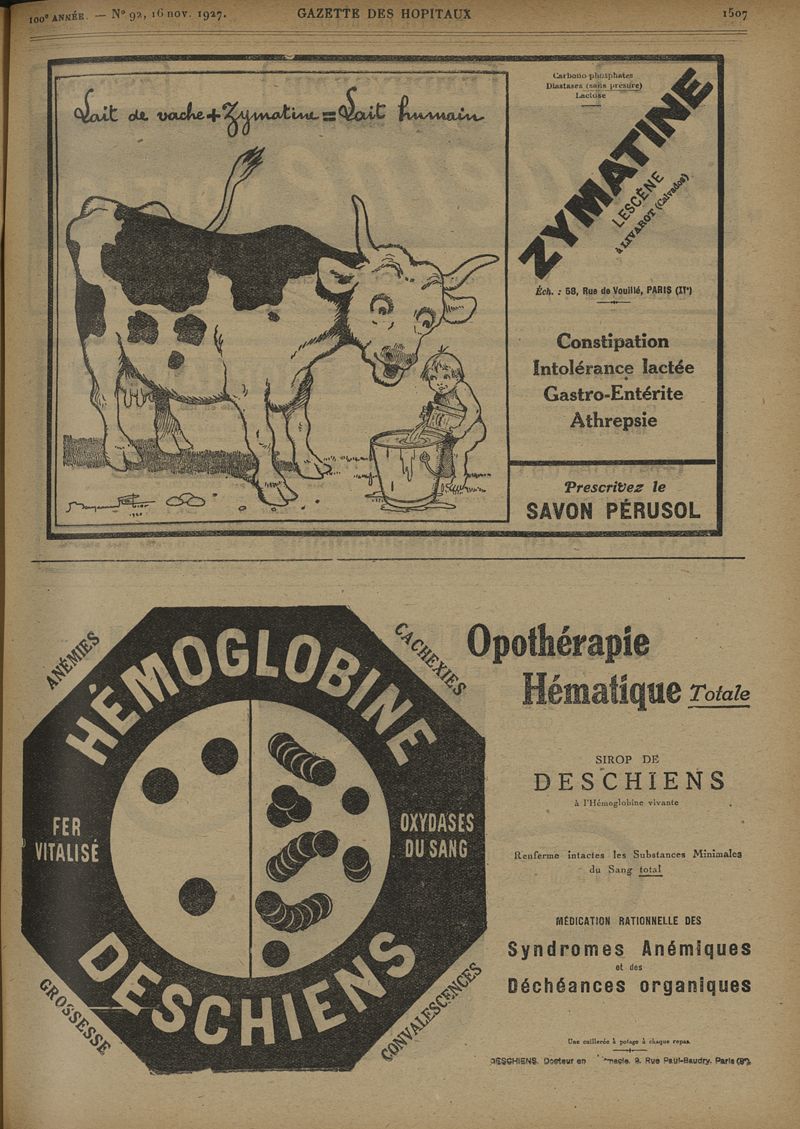 100e ANNÉE. — No 92, 16 nov. 1927.
GAZETTE DES HOPITAUX
1507
Lait de vache + Zymatine = Lait humain
Carbono-phosphates
Diastases (sans présure)
Lactose
ZYMATINE
LESCÈNE
à LIVAROT (Calvados)
Éch. : 58, Rue de Vouillé, PARIS
Constipation
Intolérance lactée
Gastro-Entérite
Athrepsie
Prescrivez le
SAVON PÉRUSOL
ANÉMIES
CACHEXIES
HÉMOGLOBINE
FER
VITALISÉ
OXYDASES
DU SANG
DESCHIENS
GROSSESSE
CONVALESCENCES
Opothérapie
Hématique Totale
SIROP DE
DESCHIENS
à l'Hémoglobine vivante
Renferme intactes les Substances Minimales
du Sang total
MÉDICATION RATIONNELLE DES
Syndromes Anémiques
et des
Déchéances organiques
Une cuillerée à potage à chaque repas.
DESCHIENS, Docteur en 9, Rue Paul-Baudry, Paris (8e).